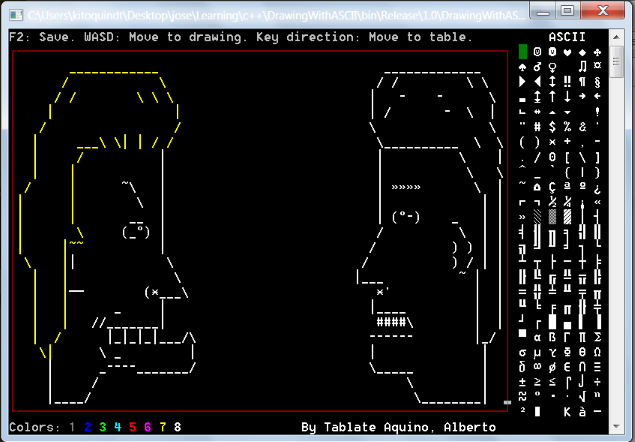 C:\Users\kitoquindt\Desktop\jose\Learning\c++\DrawingWithASCII\bin\Release\1.0\DrawingWithAS...
F2: Save. WASD: Move to drawing. Key direction: Move to table.
ASCII
Colors: 1 2 3 4 5 6 7 8
By Tablate Aquino, Alberto